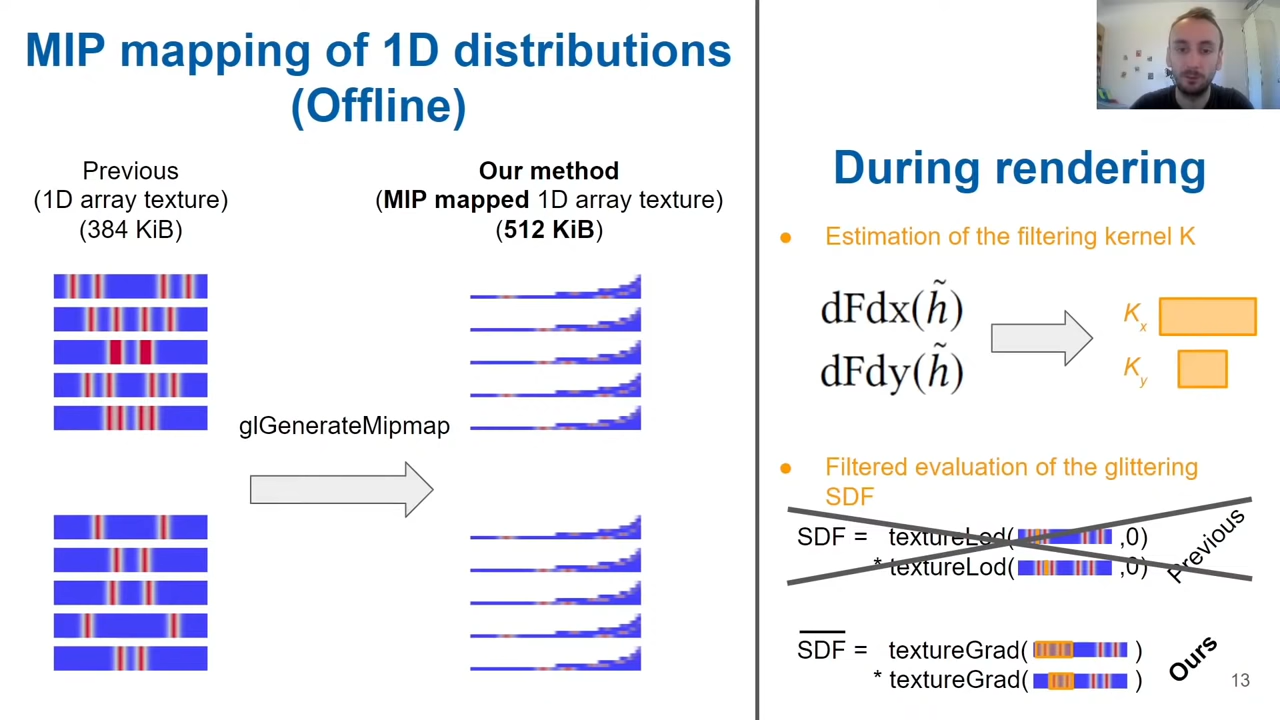 MIP mapping of 1D distributions
(Offline)
Previous
(1D array texture)
(384 KiB)
Our method
(MIP mapped 1D array texture)
(512 KiB)
glGenerateMipmap
During rendering
● Estimation of the filtering kernel K
dFdx(h̃)
dFdy(h̃)
Kx
Ky
● Filtered evaluation of the glittering
SDF
SDF = textureLod( ,0)
* textureLod( ,0)
Previous
S̅D̅F̅ = textureGrad( )
* textureGrad( )
Ours
13